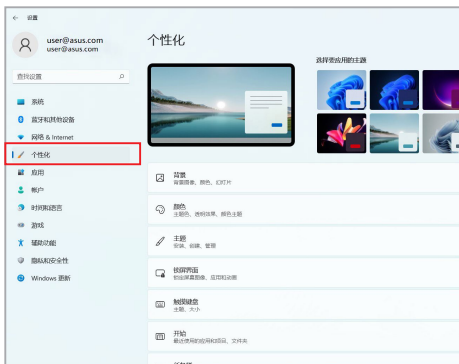 设置
user@asus.com
user@asus.com
查找设置
系统
蓝牙和其他设备
网络 & Internet
个性化
应用
帐户
时间和语言
游戏
辅助功能
隐私和安全性
Windows 更新
个性化
选择要应用的主题
背景
背景图像、颜色、幻灯片
颜色
主题色、透明效果、颜色主题
主题
安装、创建、管理
锁屏界面
锁定屏幕图像、应用和动画
触摸键盘
主题、大小
开始
最近使用的应用和项目、文件夹